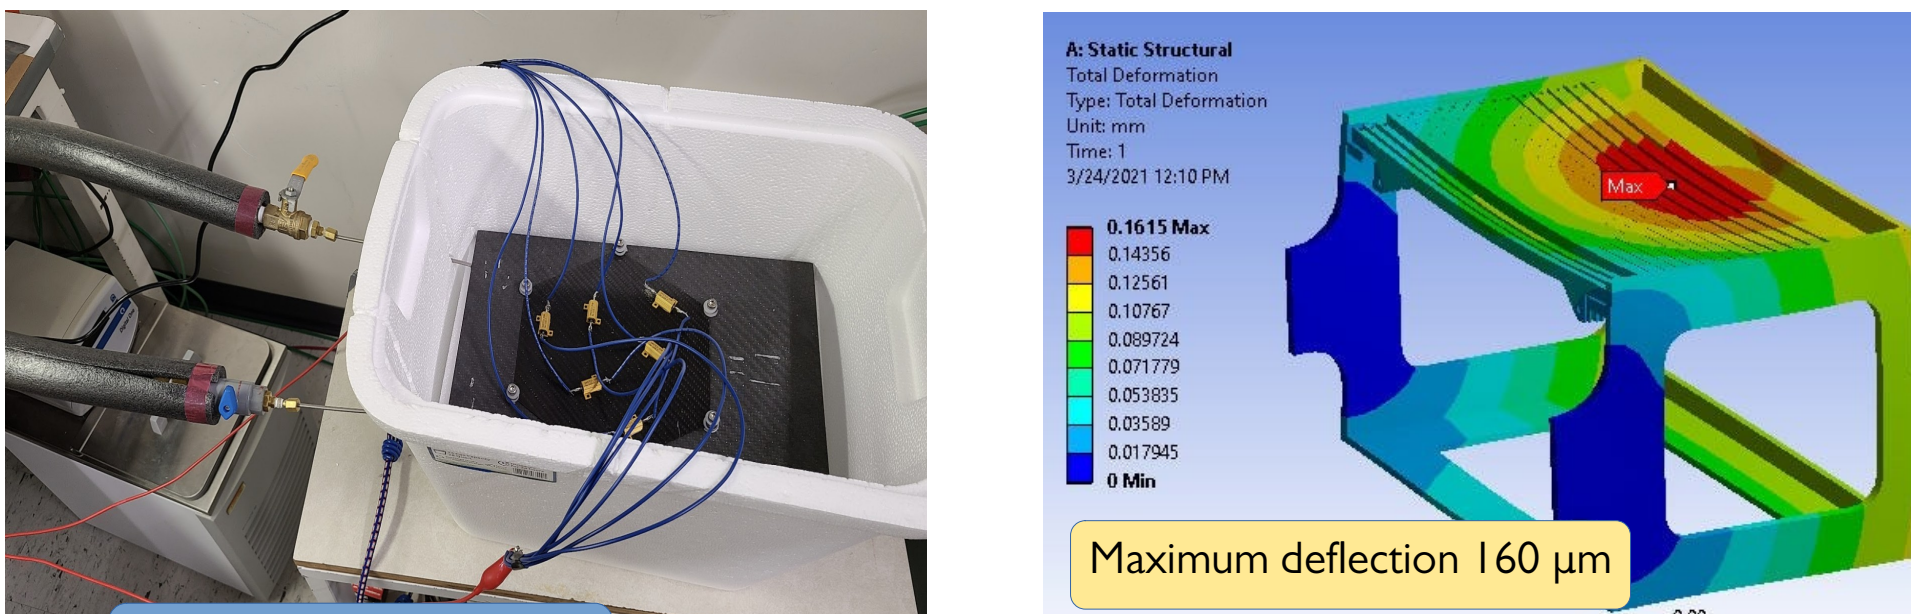 A: Static Structural
Total Deformation
Type: Total Deformation
Unit: mm
Time: 1
3/24/2021 12:10 PM
Max
0.1615 Max
0.14356
0.12561
0.10767
0.089724
0.071779
0.053835
0.03589
0.017945
0 Min
Maximum deflection 160 µm